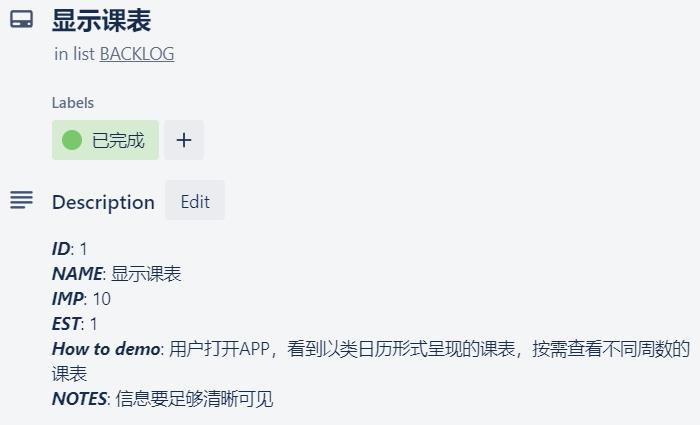 显示课表
in list BACKLOG
Labels
已完成 +
Description Edit
ID: 1
NAME: 显示课表
IMP: 10
EST: 1
How to demo: 用户打开APP，看到以类日历形式呈现的课表，按需查看不同周数的
课表
NOTES: 信息要足够清晰可见